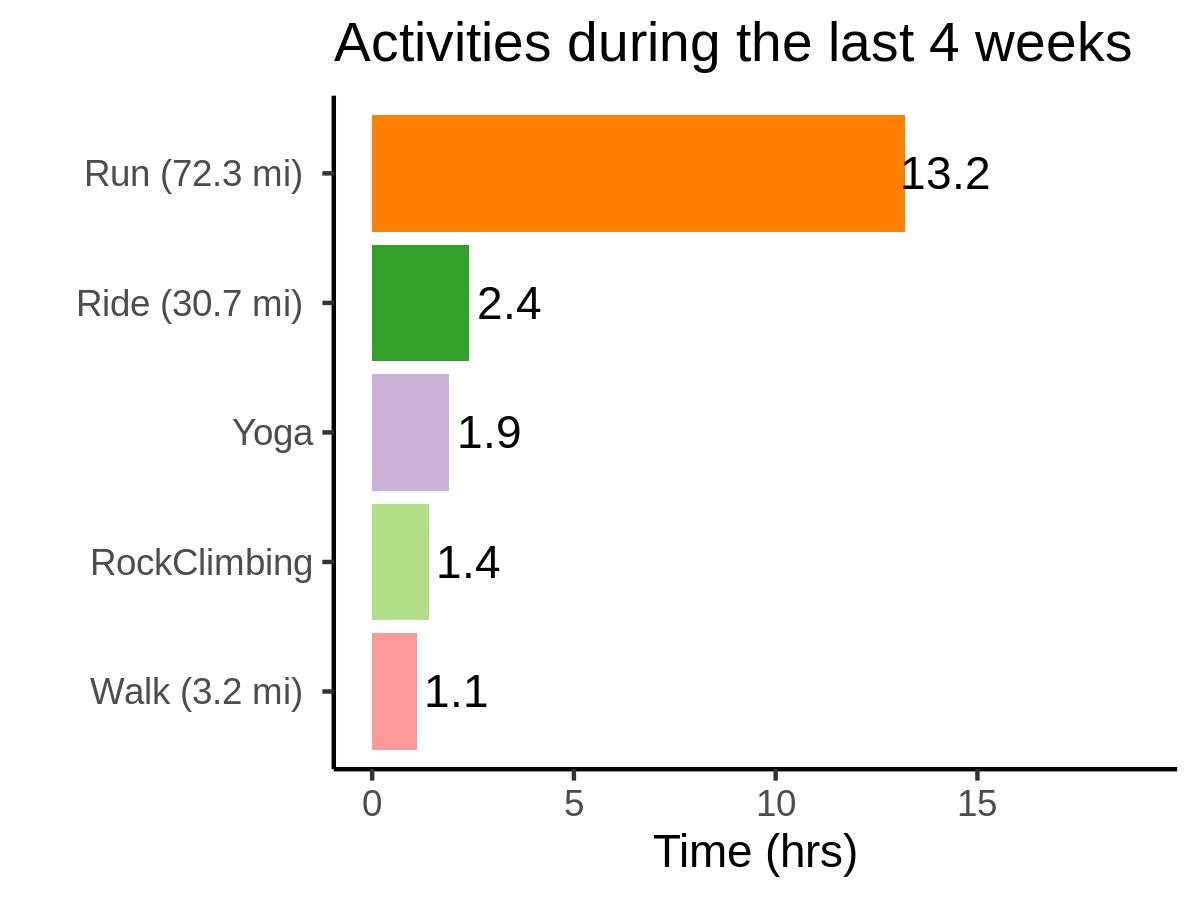 Activities during the last 4 weeks
Run (72.3 mi) 13.2
Ride (30.7 mi) 2.4
Yoga 1.9
RockClimbing 1.4
Walk (3.2 mi) 1.1
0 5 10 15
Time (hrs)